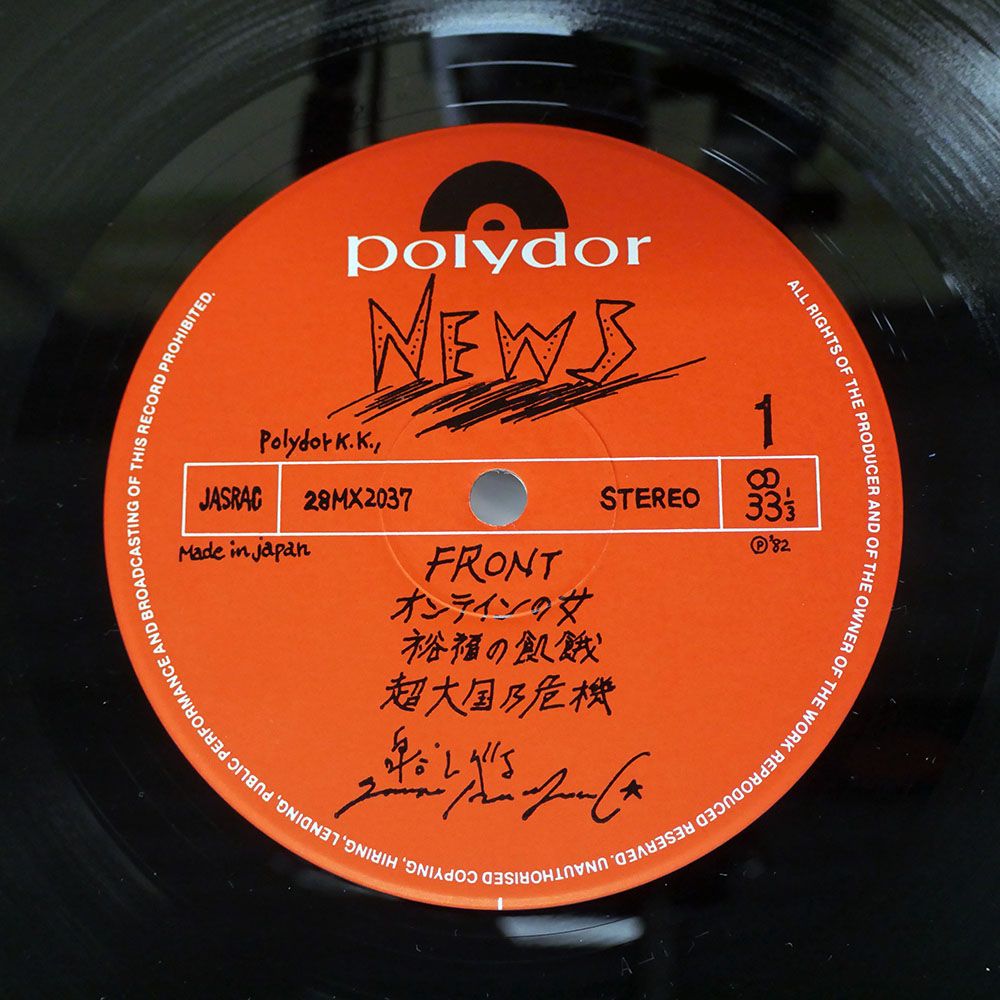 polydor
NEWS
1
Polydor K.K.,
JASRAC 28MX2037 STEREO 8 33 1/3
Made in japan Ⓟ'82
FRONT
オンテインの女
裕福の飢餓
超大国乃危機
ALL RIGHTS OF THE PRODUCER AND OF THE OWNER OF THE WORK REPRODUCED RESERVED. UNAUTHORISED COPYING, HIRING, LENDING, PUBLIC PERFORMANCE AND BROADCASTING OF THIS RECORD PROHIBITED.